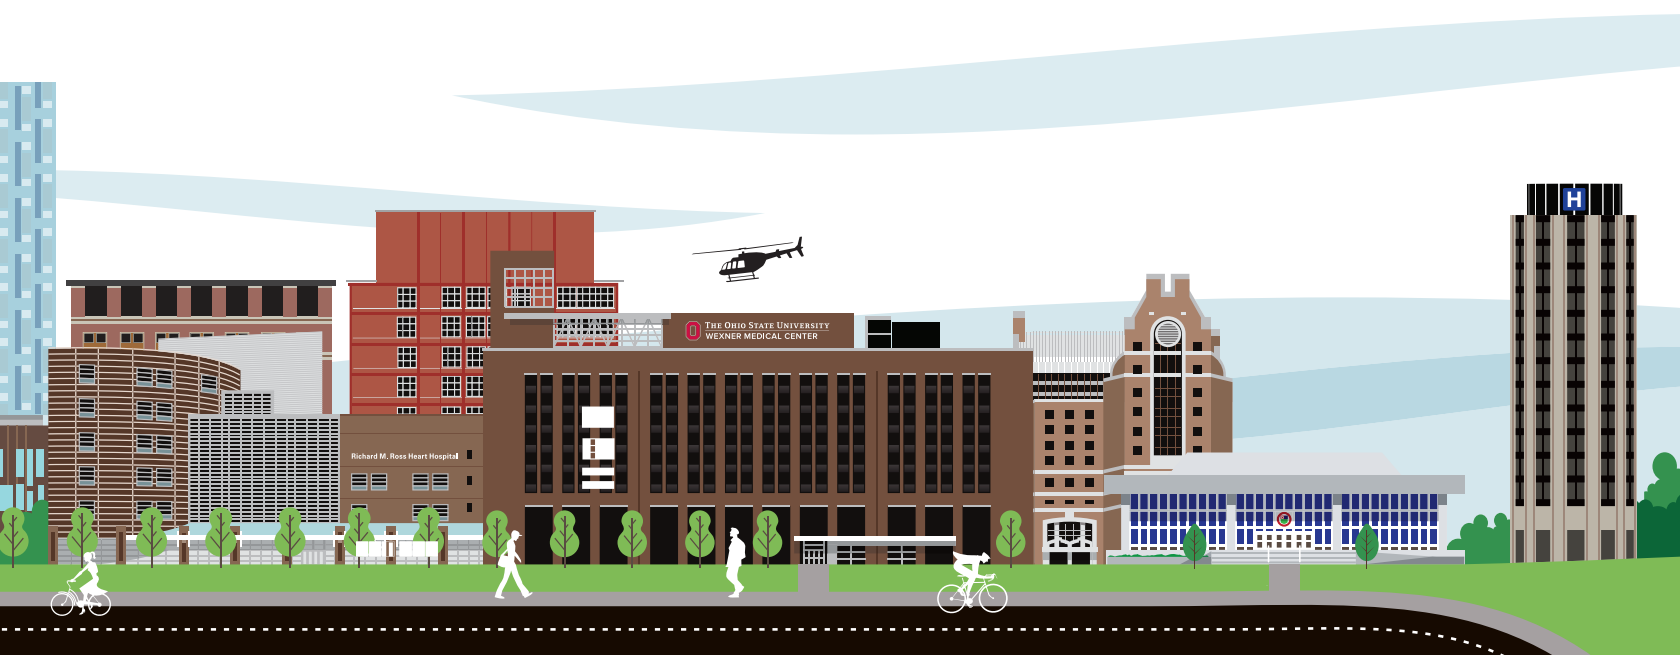 H
THE OHIO STATE UNIVERSITY
WEXNER MEDICAL CENTER
Richard M. Ross Heart Hospital